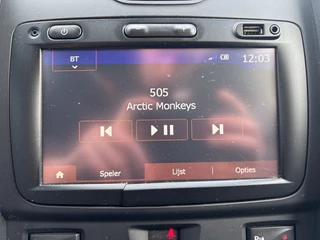 BT
12:03
505
Arctic Monkeys
Speler
Lijst
Opties